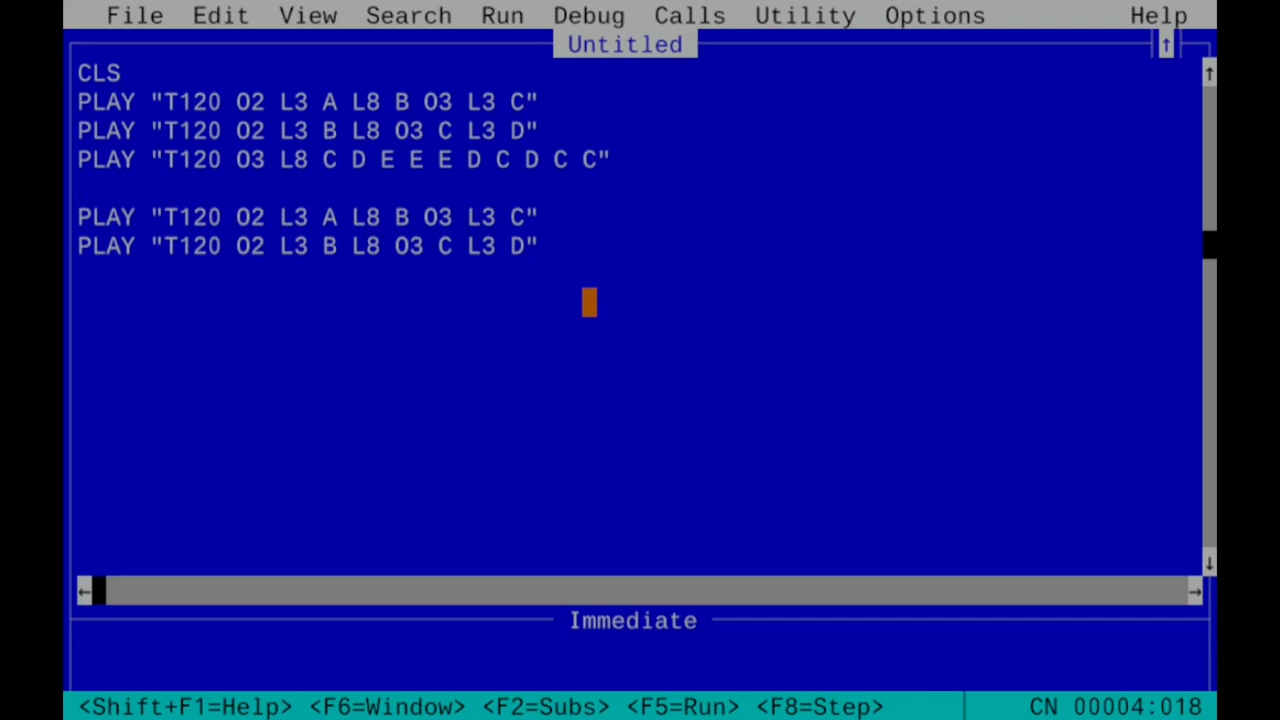 File Edit View Search Run Debug Calls Utility Options Help
Untitled
CLS
PLAY "T120 O2 L3 A L8 B O3 L3 C"
PLAY "T120 O2 L3 B L8 O3 C L3 D"
PLAY "T120 O3 L8 C D E E E D C D C C"
PLAY "T120 O2 L3 A L8 B O3 L3 C"
PLAY "T120 O2 L3 B L8 O3 C L3 D"
Immediate
<Shift+F1=Help> <F6=Window> <F2=Subs> <F5=Run> <F8=Step> CN 00004:018